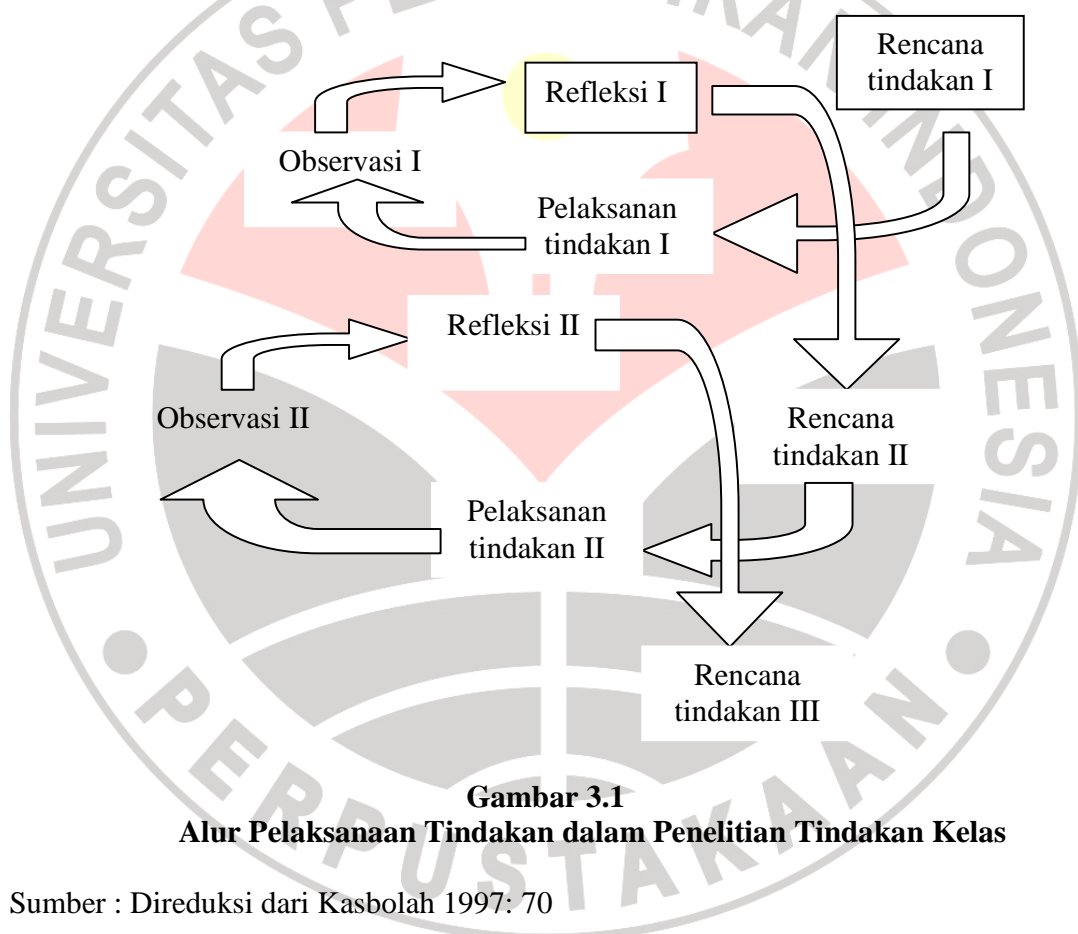 Rencana
tindakan I
Refleksi I
Observasi I
Pelaksanan
tindakan I
Refleksi II
Observasi II
Rencana
tindakan II
Pelaksanan
tindakan II
Rencana
tindakan III
Gambar 3.1
Alur Pelaksanaan Tindakan dalam Penelitian Tindakan Kelas
Sumber : Direduksi dari Kasbolah 1997: 70
PERPUSTAKAAN